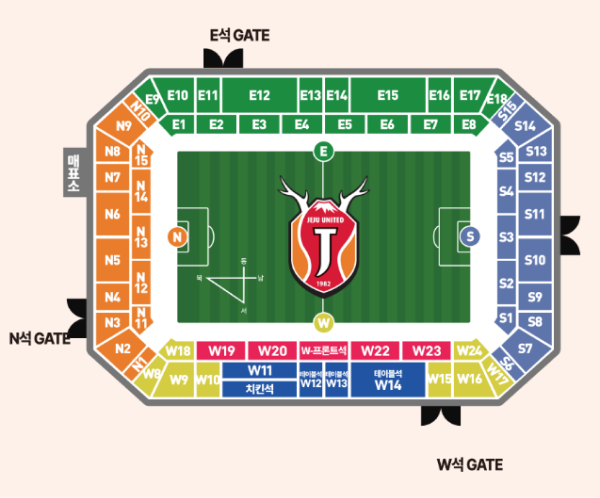 E석 GATE
E9
E10
E11
E12
E13
E14
E15
E16
E17
E18
E1
E2
E3
E4
E5
E6
E7
E8
N10
N9
N8
N7
N6
N5
N4
N3
N2
N1
N
15
N
14
N
13
N
12
N
11
매표소
S15
S14
S13
S12
S11
S10
S9
S8
S7
S6
S5
S4
S3
S2
S1
E
N
S
W
JEJU UNITED
J
1982
동
북
남
서
N석 GATE
W18
W19
W20
W-프론트석
W22
W23
W24
W8
W9
W10
W11
치킨석
테이블석
W12
테이블석
W13
테이블석
W14
W15
W16
W17
W석 GATE